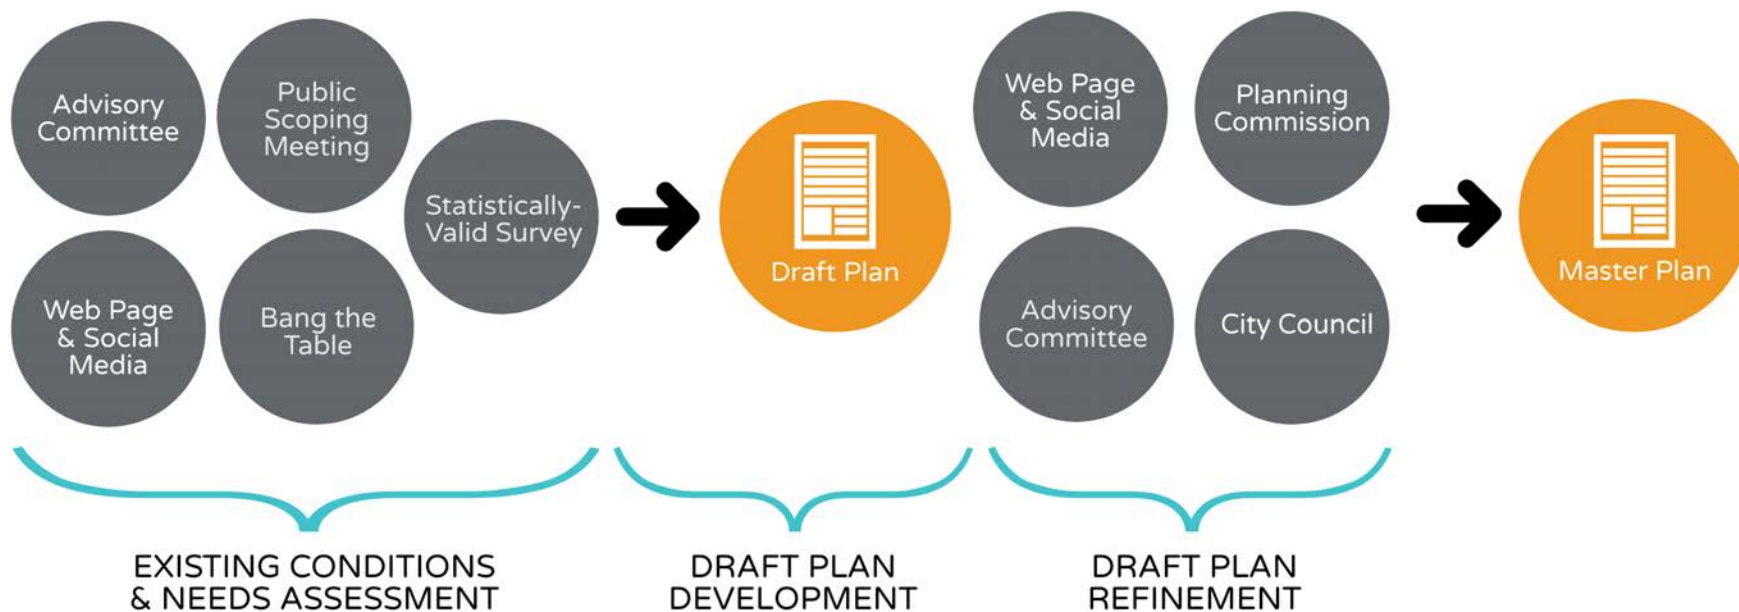 Advisory
Committee
Public
Scoping
Meeting
Statistically-
Valid Survey
Web Page
& Social
Media
Bang the
Table
Draft Plan
Web Page
& Social
Media
Planning
Commission
Advisory
Committee
City Council
Master Plan
EXISTING CONDITIONS
& NEEDS ASSESSMENT
DRAFT PLAN
DEVELOPMENT
DRAFT PLAN
REFINEMENT